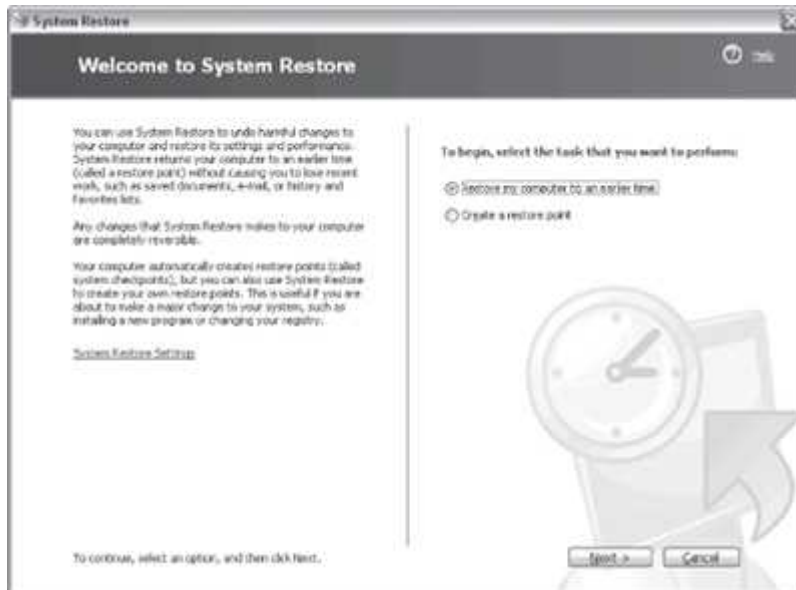 System Restore
Welcome to System Restore
Help
You can use System Restore to undo harmful changes to
your computer and restore its settings and performance.
System Restore returns your computer to an earlier time
(called a restore point) without causing you to lose recent
work, such as saved documents, e-mail, or history and
favorites lists.
Any changes that System Restore makes to your computer
are completely reversible.
Your computer automatically creates restore points (called
system checkpoints), but you can also use System Restore
to create your own restore points. This is useful if you are
about to make a major change to your system, such as
installing a new program or changing your registry.
System Restore Settings
To begin, select the task that you want to perform:
Restore my computer to an earlier time
Create a restore point
To continue, select an option, and then click Next.
Next >
Cancel